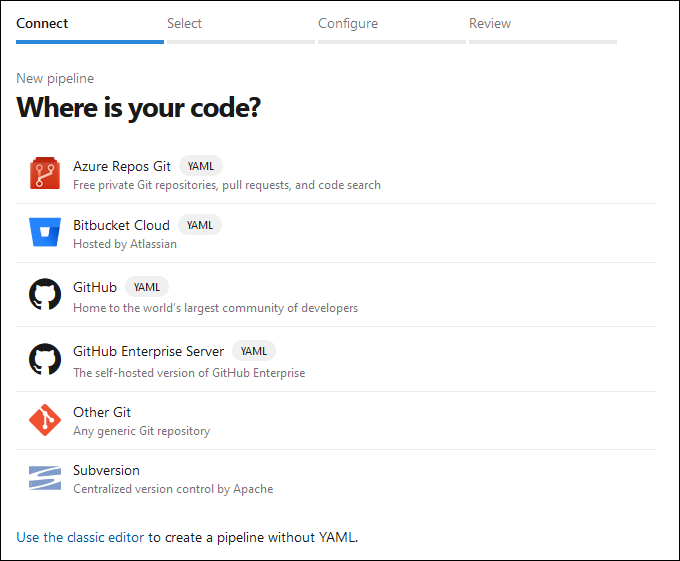 Connect Select Configure Review
New pipeline
Where is your code?
Azure Repos Git YAML
Free private Git repositories, pull requests, and code search
Bitbucket Cloud YAML
Hosted by Atlassian
GitHub YAML
Home to the world's largest community of developers
GitHub Enterprise Server YAML
The self-hosted version of GitHub Enterprise
Other Git
Any generic Git repository
Subversion
Centralized version control by Apache
Use the classic editor to create a pipeline without YAML.